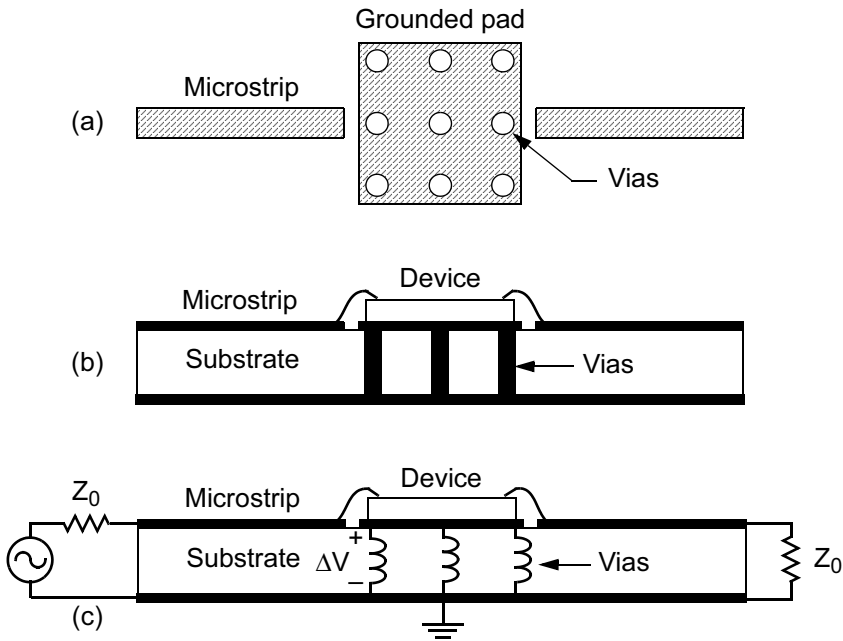 Grounded pad
Microstrip
(a)
Vias
Device
Microstrip
Substrate
(b)
Vias
Device
Z₀
Microstrip
+
Substrate
ΔV
–
Vias
Z₀
(c)